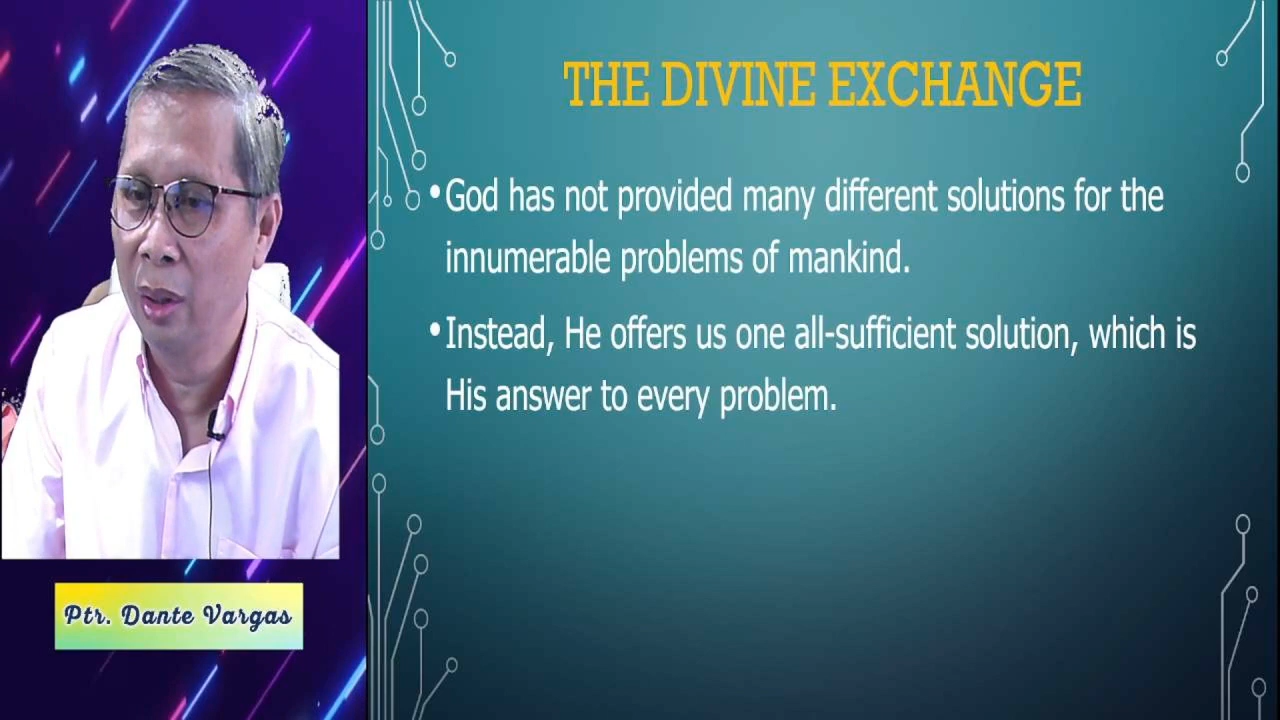 THE DIVINE EXCHANGE
• God has not provided many different solutions for the
innumerable problems of mankind.
• Instead, He offers us one all-sufficient solution, which is
His answer to every problem.
Ptr. Dante Vargas